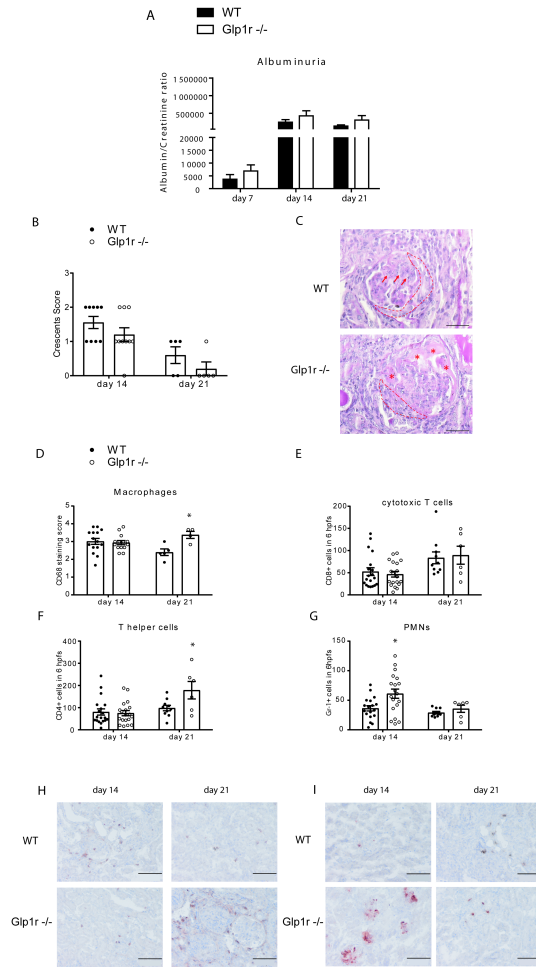 A
WT
Glp1r -/-
Albuminuria
Albumin/Creatinine ratio
1500000
1000000
500000
20000
15000
10000
5000
0
day 7
day 14
day 21
B
WT
Glp1r -/-
Crescents Score
3
2
1
0
day 14
day 21
C
WT
Glp1r -/-
D
WT
Glp1r -/-
Macrophages
CD68 staining score
5
4
3
2
1
0
day 14
day 21
*
E
cytotoxic T cells
CD8+ cells in 6 hpfs
200
150
100
50
0
day 14
day 21
F
T helper cells
CD4+ cells in 6 hpfs
400
300
200
100
0
day 14
day 21
*
G
PMNs
Gr-1+ cells in 6hpfs
150
100
50
0
day 14
day 21
*
H
day 14
day 21
WT
Glp1r -/-
I
day 14
day 21
WT
Glp1r -/-